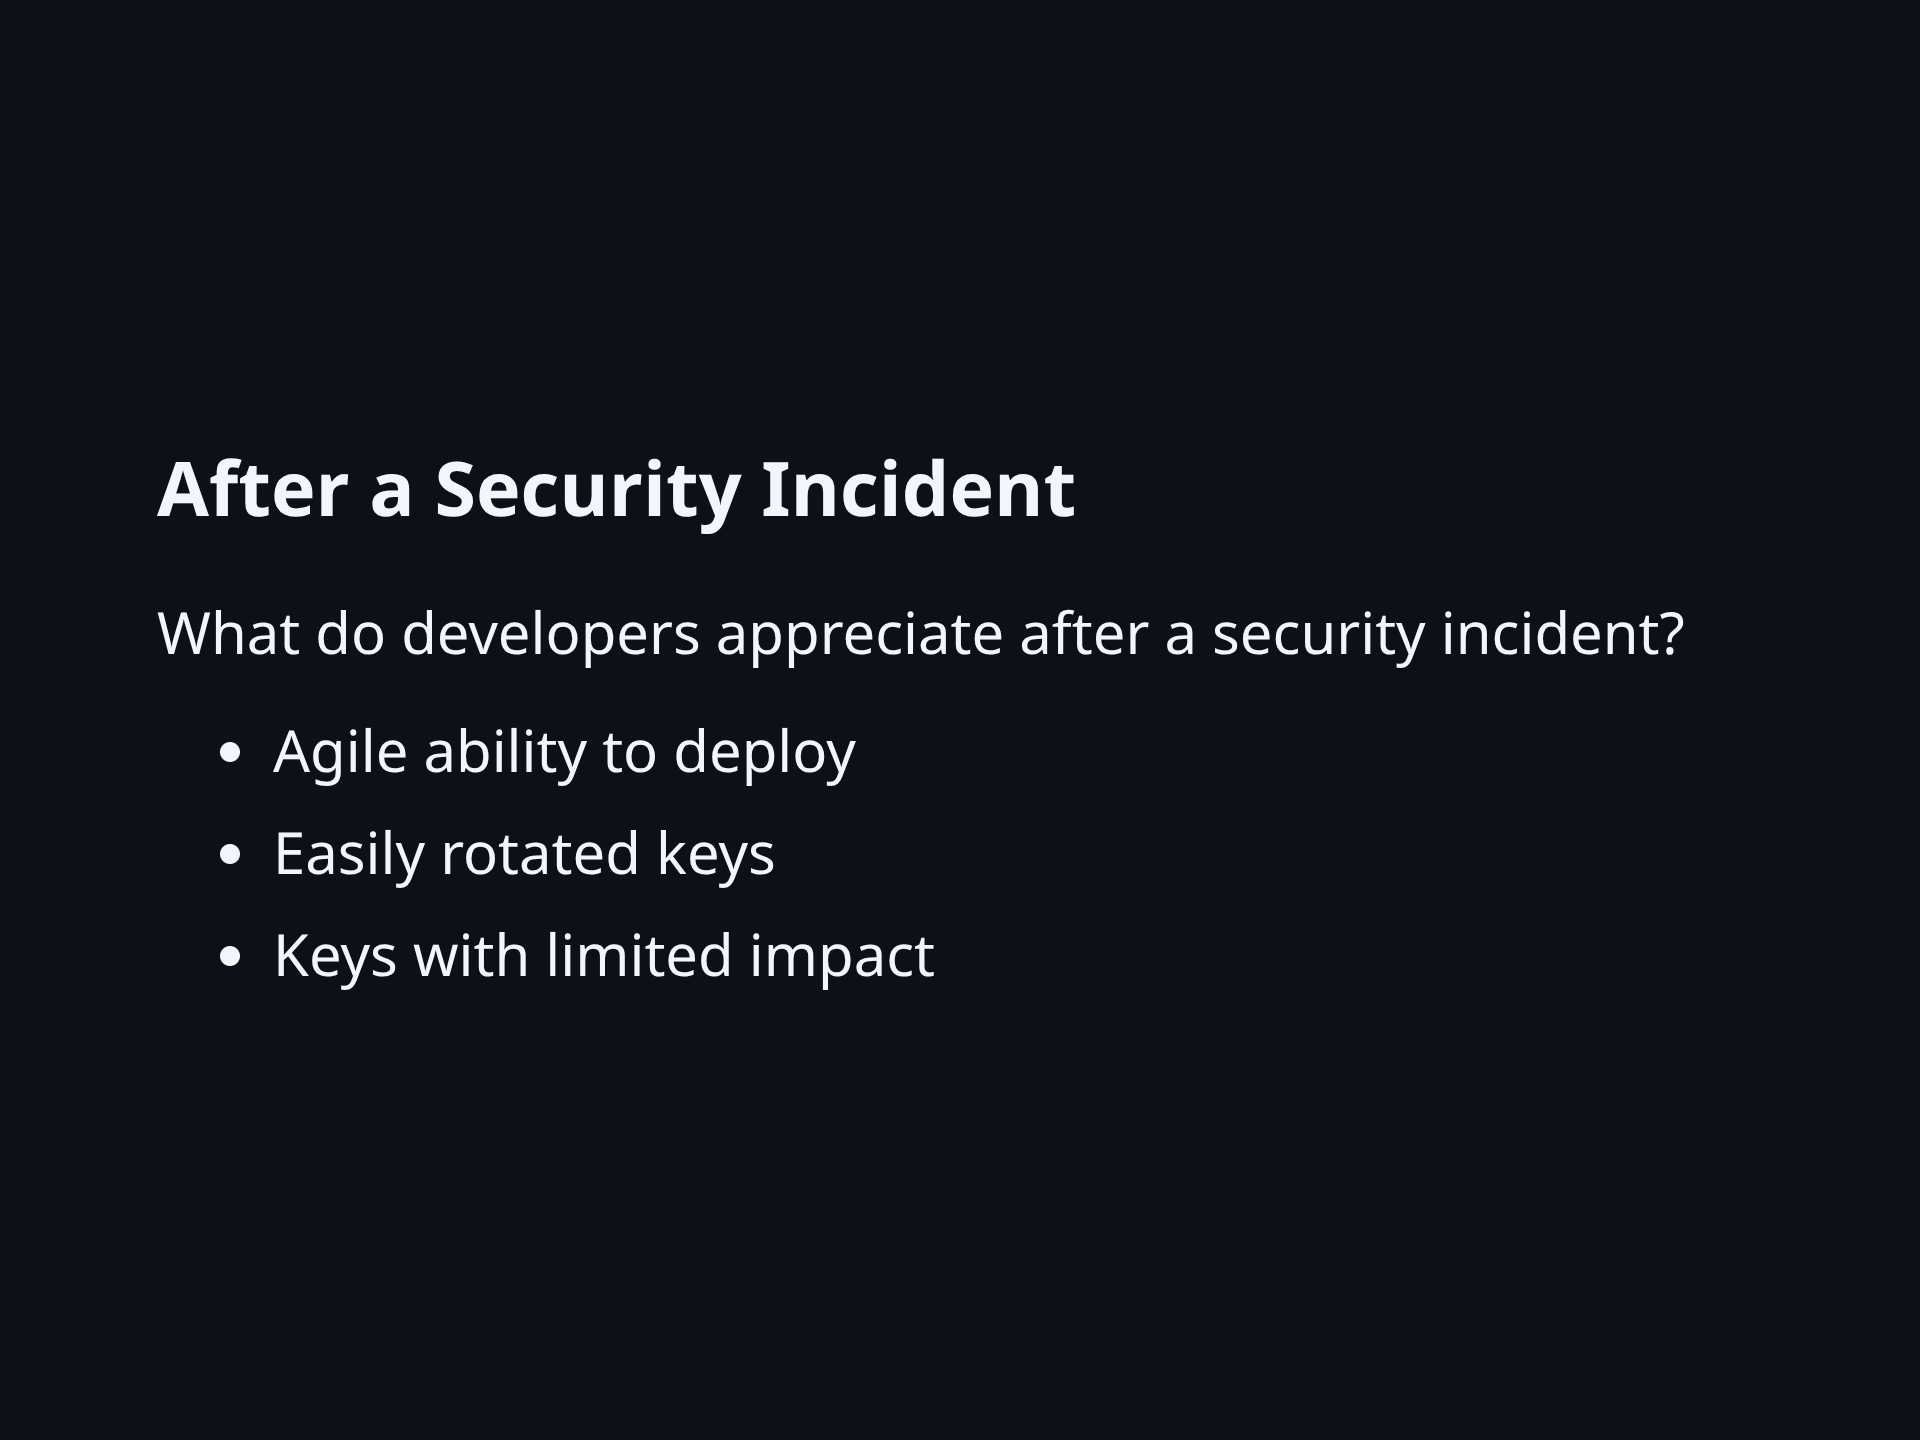 After a Security Incident
What do developers appreciate after a security incident?
• Agile ability to deploy
• Easily rotated keys
• Keys with limited impact